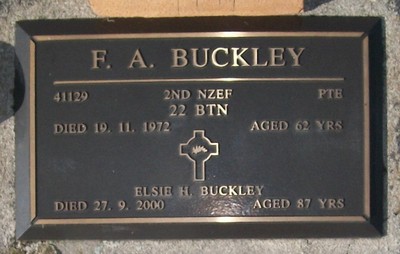 F. A. BUCKLEY
41129 2ND NZEF PTE
22 BTN
DIED 19. 11. 1972 AGED 62 YRS
ELSIE H. BUCKLEY
DIED 27. 9. 2000 AGED 87 YRS